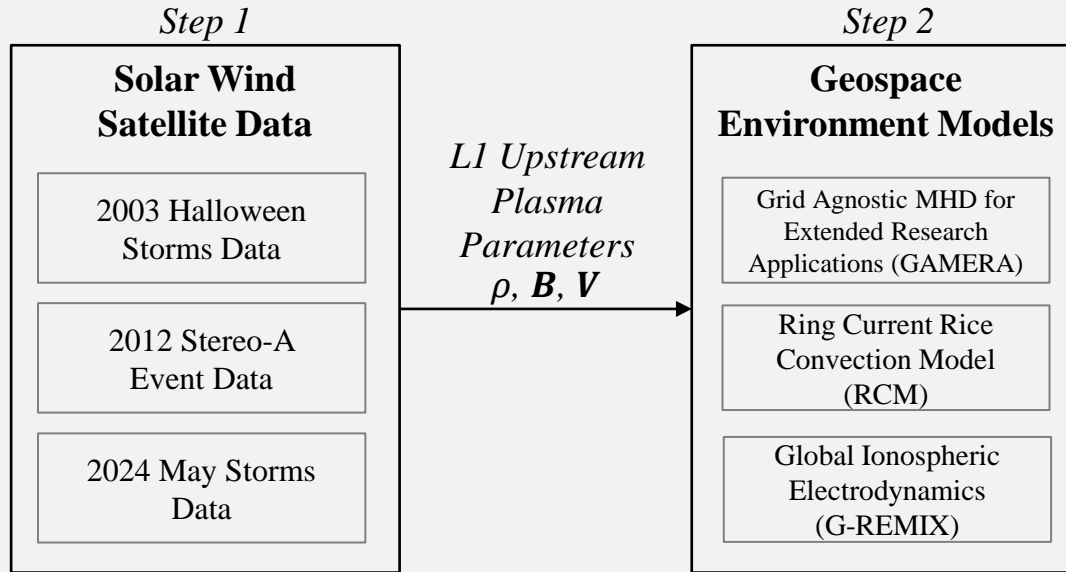 Step 1
Solar Wind
Satellite Data
2003 Halloween
Storms Data
2012 Stereo-A
Event Data
2024 May Storms
Data
L1 Upstream
Plasma
Parameters
ρ, B, V
Step 2
Geospace
Environment Models
Grid Agnostic MHD for
Extended Research
Applications (GAMERA)
Ring Current Rice
Convection Model
(RCM)
Global Ionospheric
Electrodynamics
(G-REMIX)